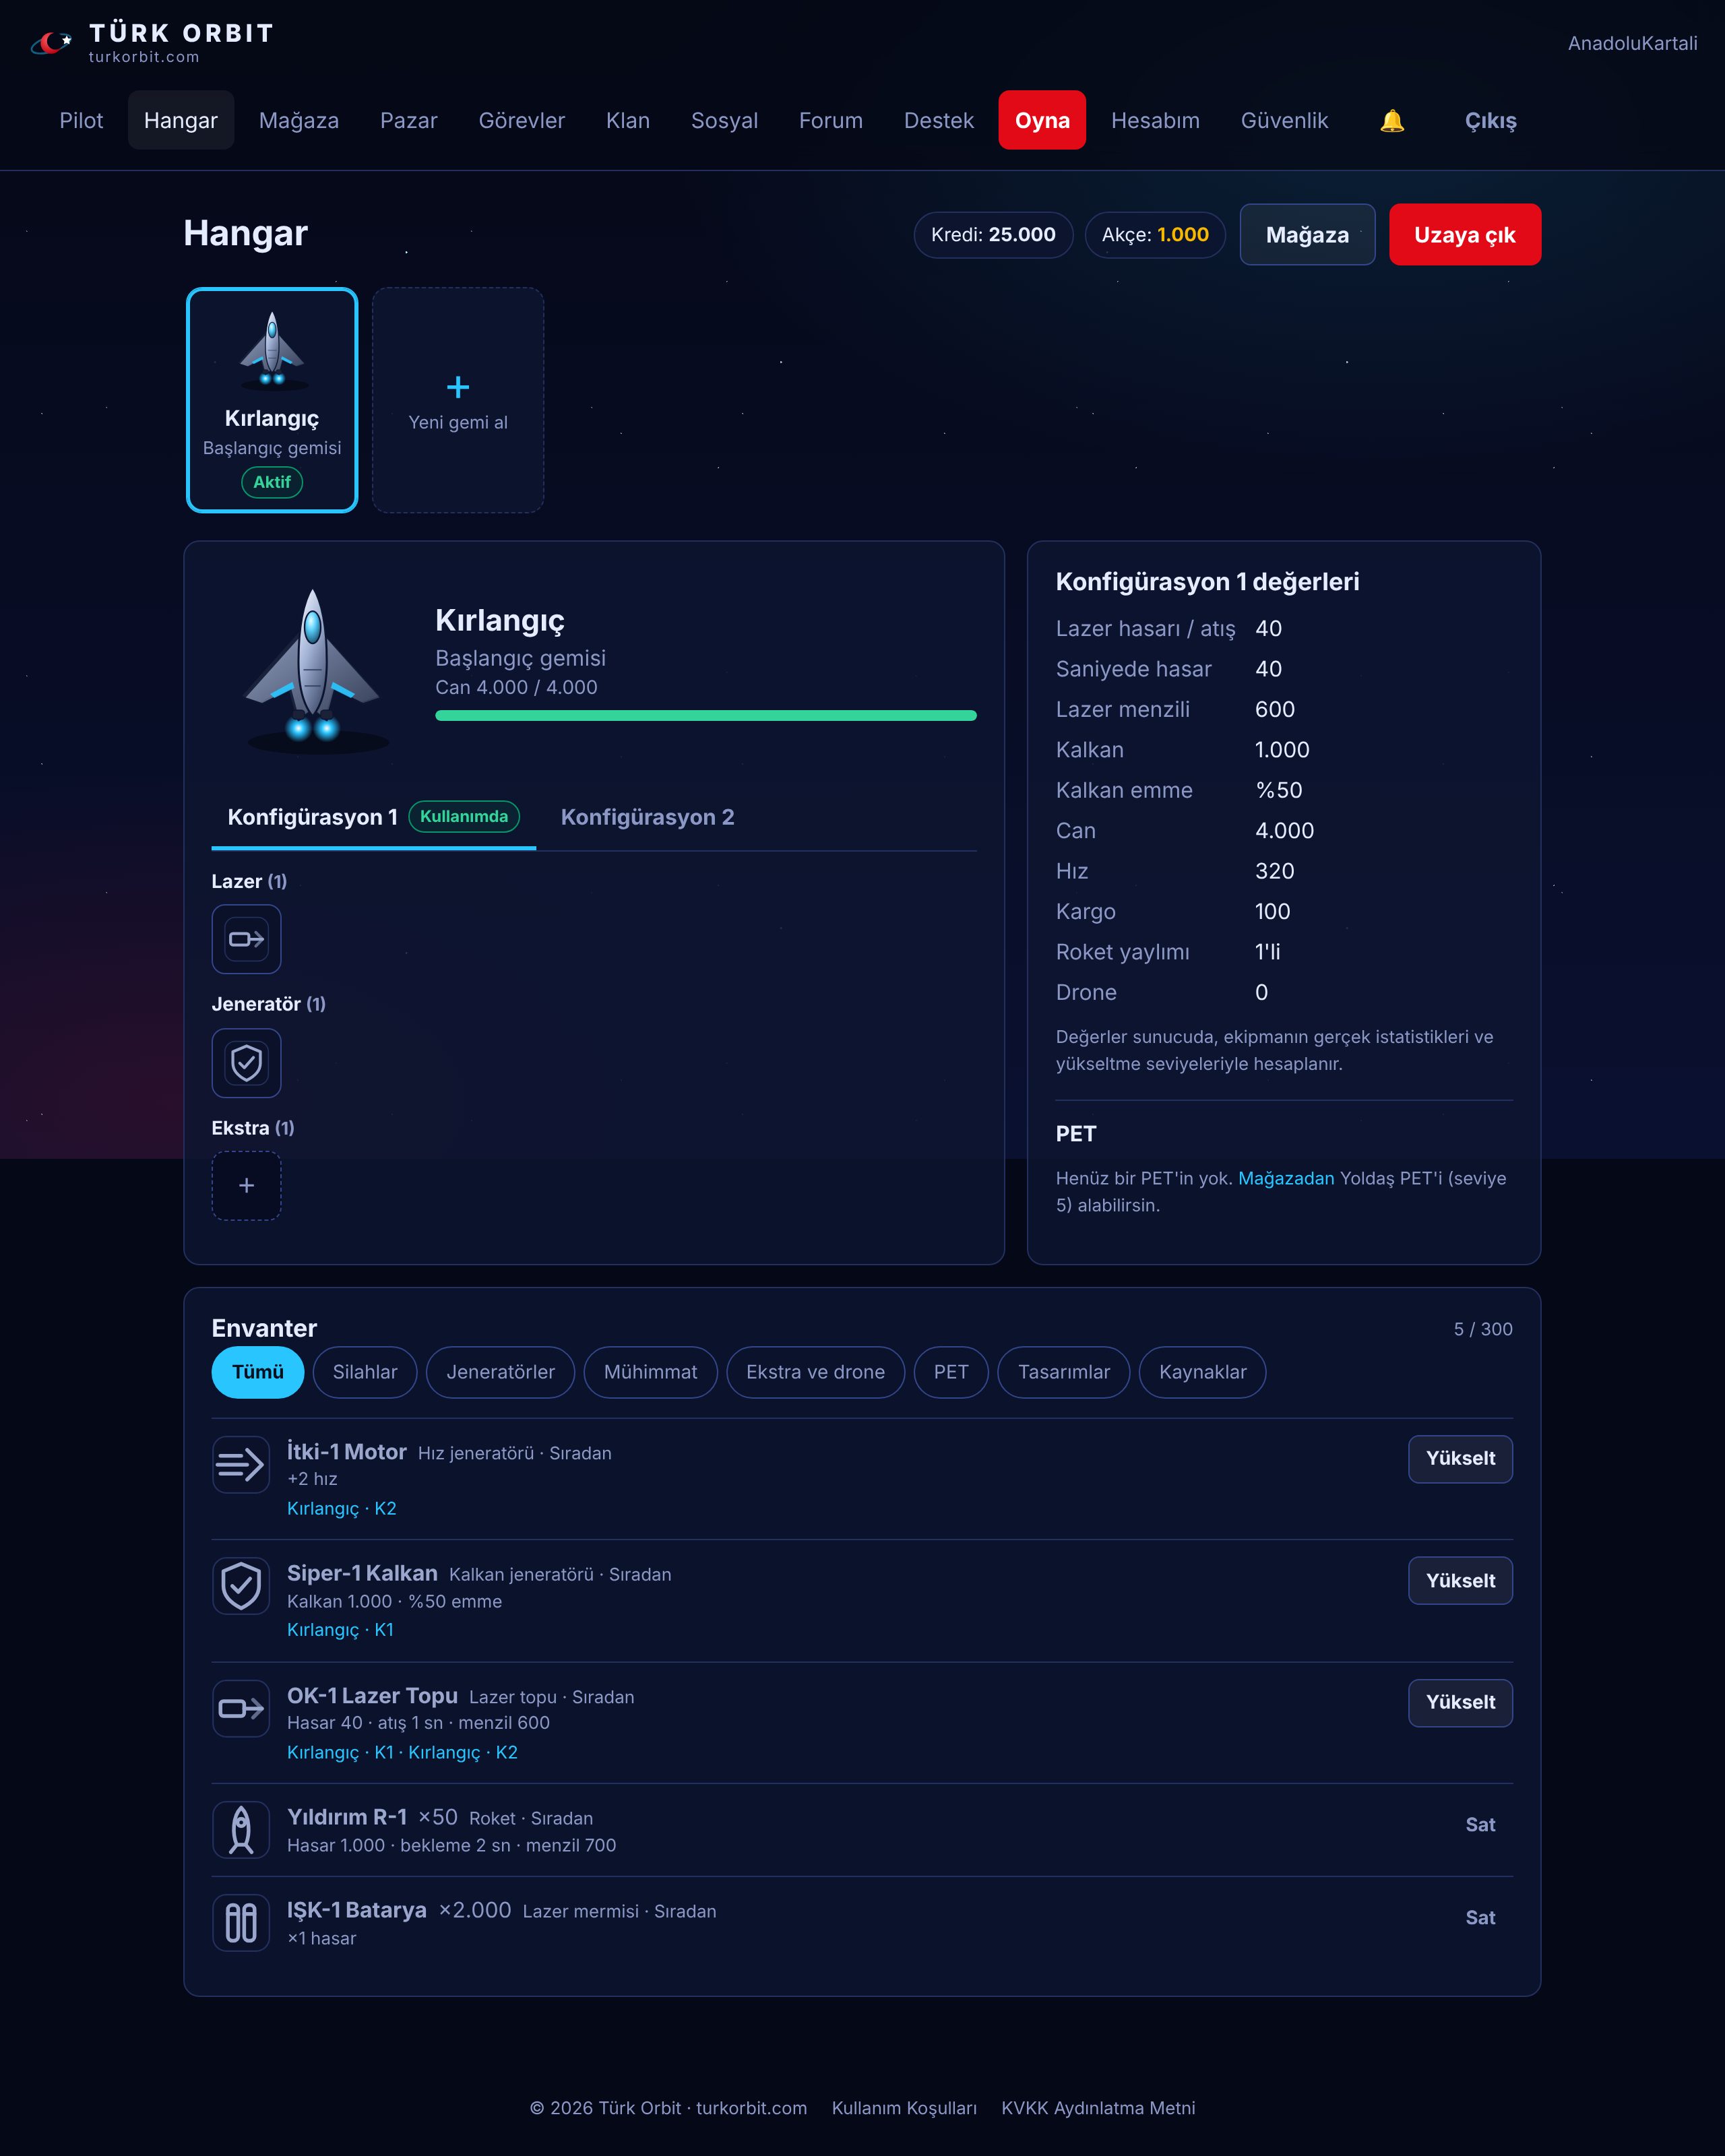 TÜRK ORBIT
turkorbit.com
AnadoluKartali
Pilot Hangar Mağaza Pazar Görevler Klan Sosyal Forum Destek Oyna Hesabım Güvenlik Çıkış
Hangar
Kredi: 25.000 Akçe: 1.000 Mağaza Uzaya çık
Kırlangıç
Başlangıç gemisi
Aktif
+
Yeni gemi al
Kırlangıç
Başlangıç gemisi
Can 4.000 / 4.000
Konfigürasyon 1 Kullanımda Konfigürasyon 2
Lazer (1)
Jeneratör (1)
Ekstra (1)
+
Konfigürasyon 1 değerleri
Lazer hasarı / atış 40
Saniyede hasar 40
Lazer menzili 600
Kalkan 1.000
Kalkan emme %50
Can 4.000
Hız 320
Kargo 100
Roket yaylımı 1'li
Drone 0
Değerler sunucuda, ekipmanın gerçek istatistikleri ve
yükseltme seviyeleriyle hesaplanır.
PET
Henüz bir PET'in yok. Mağazadan Yoldaş PET'i (seviye
5) alabilirsin.
Envanter 5 / 300
Tümü Silahlar Jeneratörler Mühimmat Ekstra ve drone PET Tasarımlar Kaynaklar
İtki-1 Motor Hız jeneratörü · Sıradan Yükselt
+2 hız
Kırlangıç · K2
Siper-1 Kalkan Kalkan jeneratörü · Sıradan Yükselt
Kalkan 1.000 · %50 emme
Kırlangıç · K1
OK-1 Lazer Topu Lazer topu · Sıradan Yükselt
Hasar 40 · atış 1 sn · menzil 600
Kırlangıç · K1 · Kırlangıç · K2
Yıldırım R-1 ×50 Roket · Sıradan Sat
Hasar 1.000 · bekleme 2 sn · menzil 700
IŞK-1 Batarya ×2.000 Lazer mermisi · Sıradan Sat
×1 hasar
© 2026 Türk Orbit · turkorbit.com Kullanım Koşulları KVKK Aydınlatma Metni